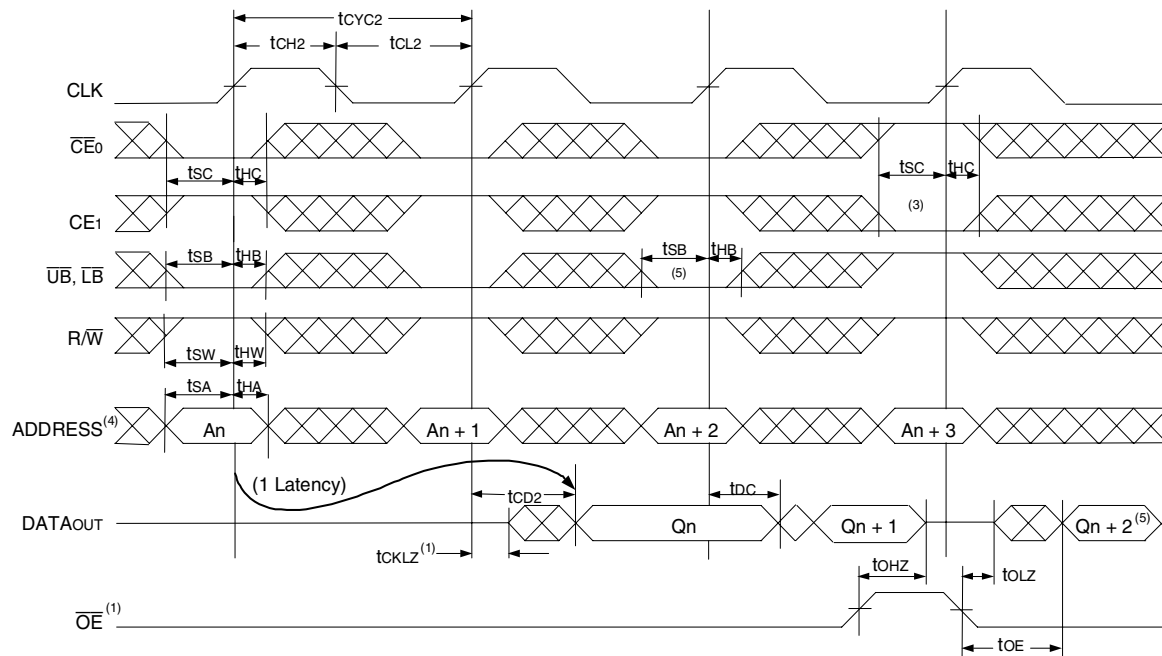 tCYC2
tCH2 tCL2
CLK
CE0
tSC tHC tSC tHC
(3)
CE1
tSB tHB tSB tHB
(5)
UB, LB
R/W
tSW tHW
tSA tHA
ADDRESS(4) An An + 1 An + 2 An + 3
(1 Latency) tCD2 tDC
DATAOUT Qn Qn + 1 Qn + 2(5)
tCKLZ(1) tOHZ tOLZ
OE(1)
tOE